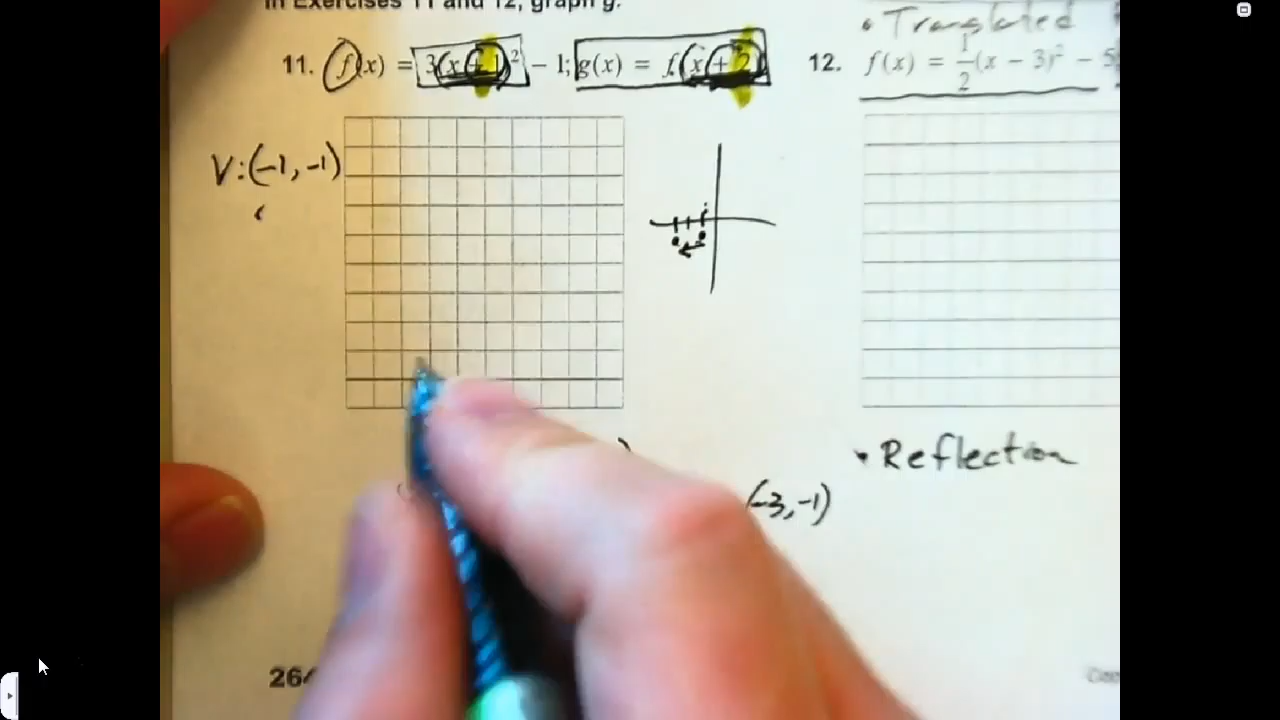 In Exercises 11 and 12, graph g.
11. f(x) = 3(x + 1)² − 1; g(x) = f(x + 2)
V:(-1, -1)
(-3, -1)
26
• Translated
12. f(x) = 1/2(x − 3)² − 5
• Reflection